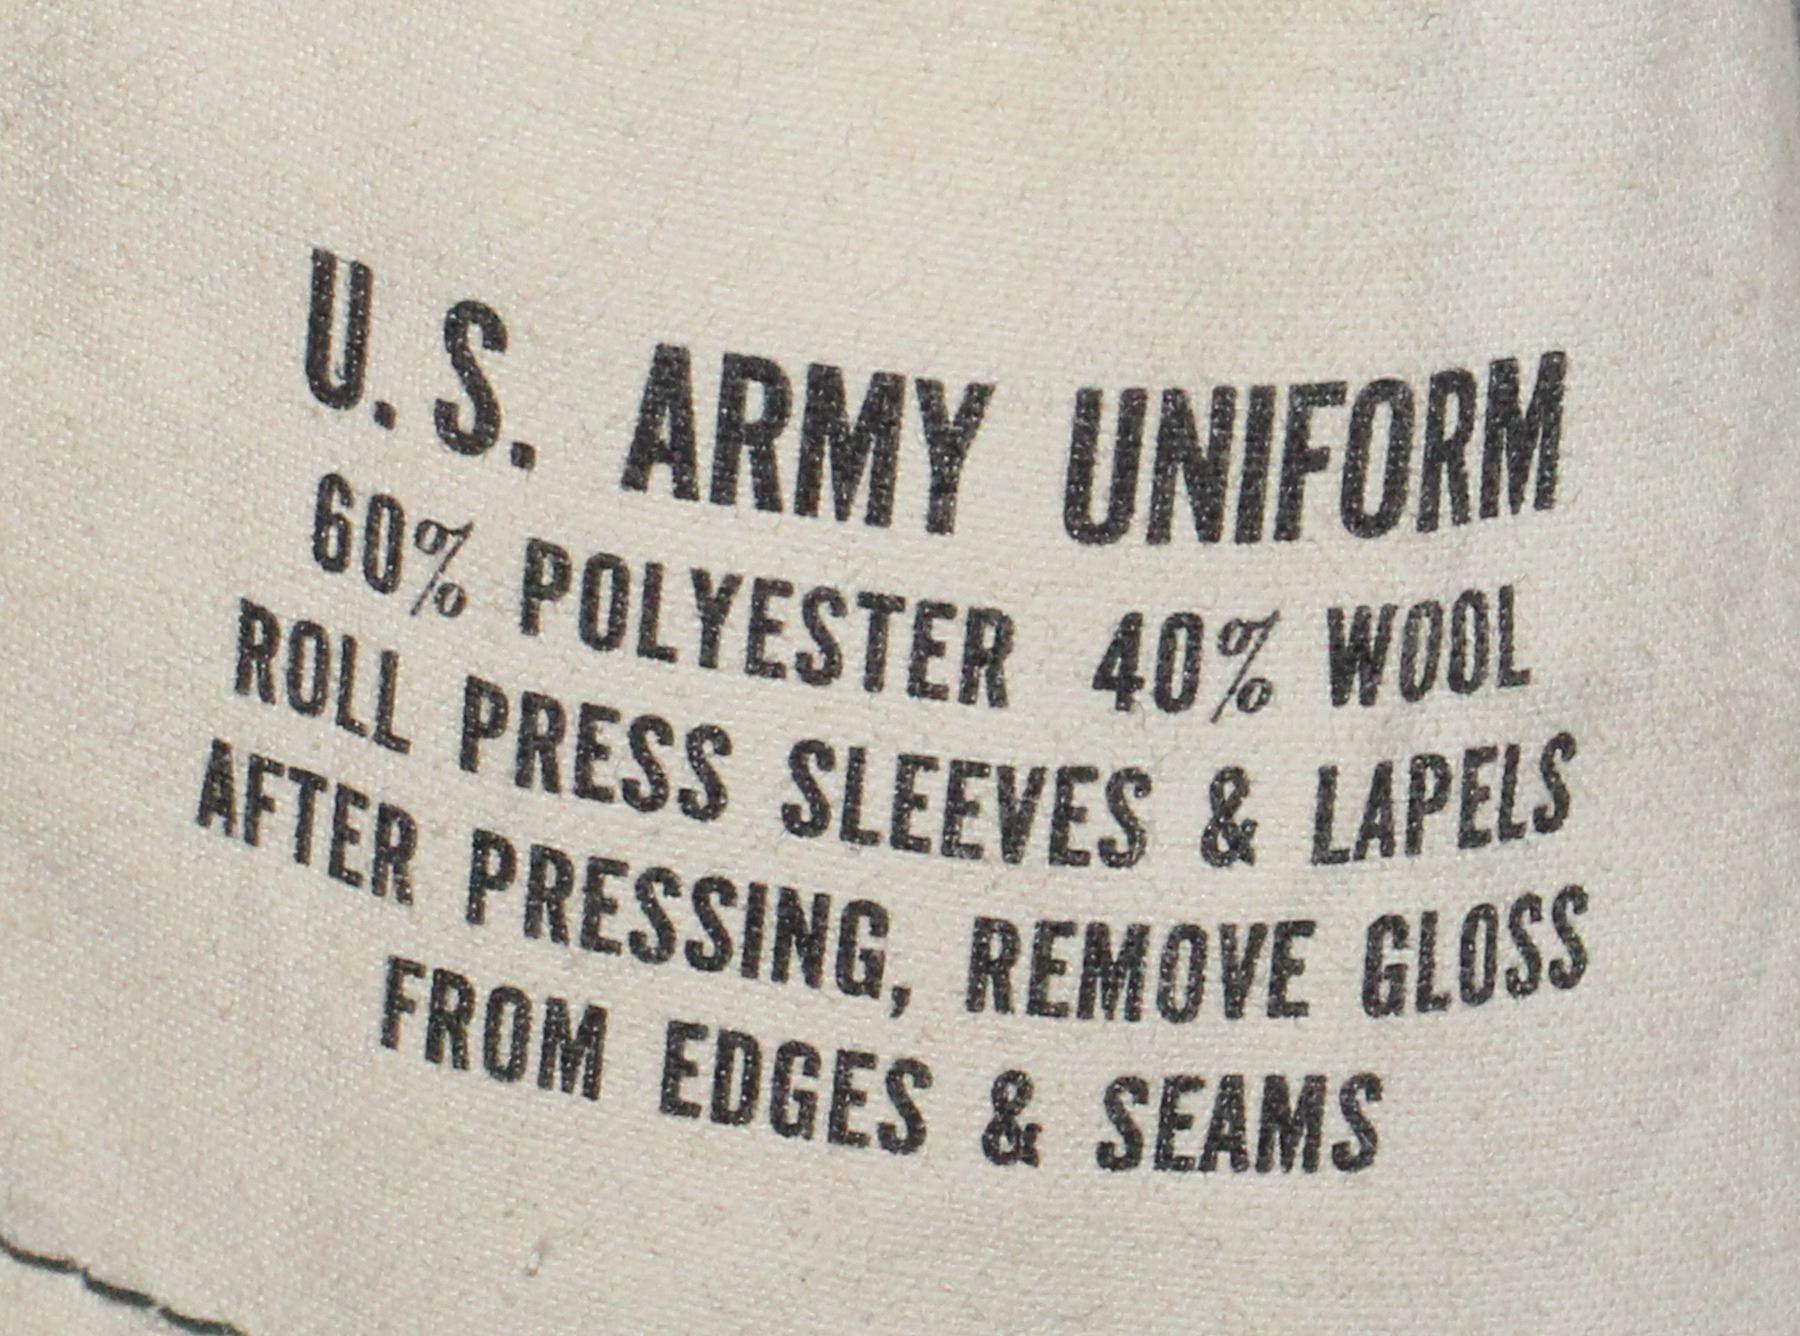 U.S. ARMY UNIFORM
60% POLYESTER 40% WOOL
ROLL PRESS SLEEVES & LAPELS
AFTER PRESSING, REMOVE GLOSS
FROM EDGES & SEAMS